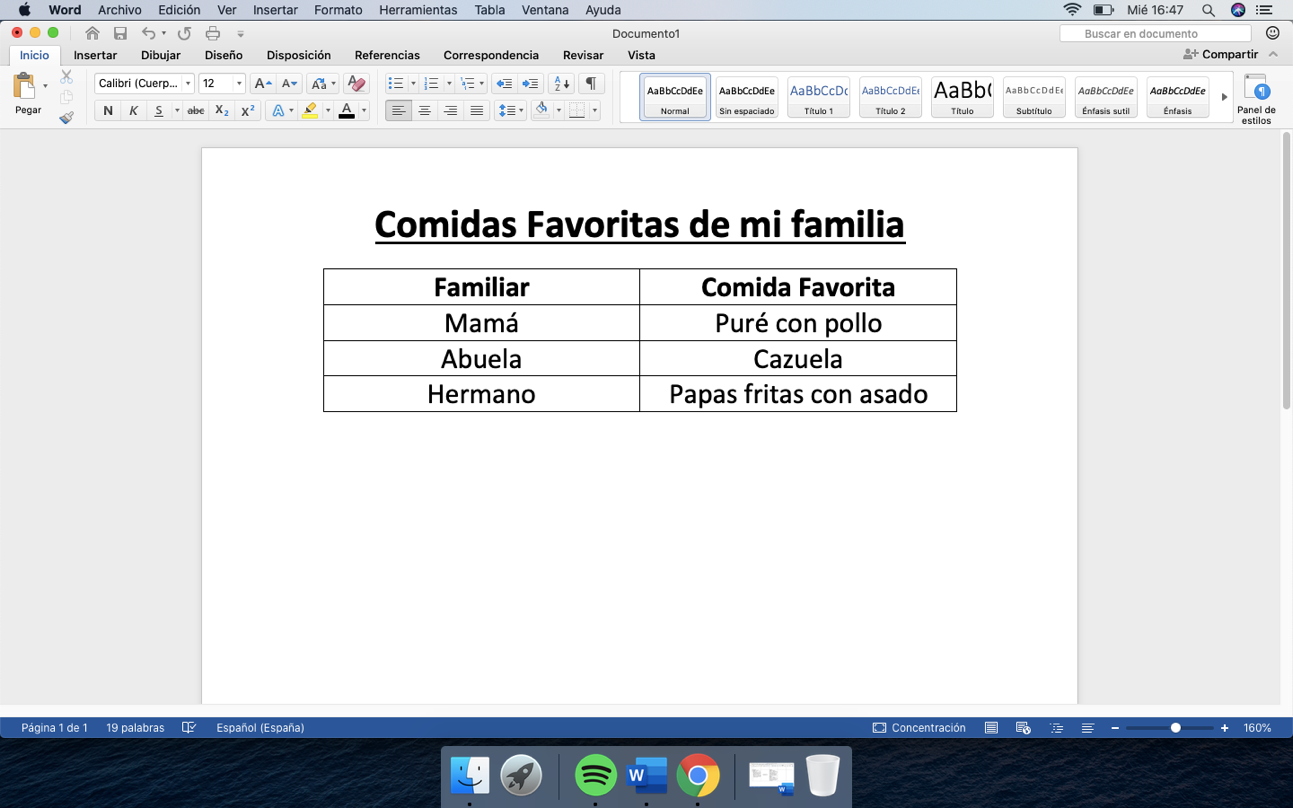 Word Archivo Edición Ver Insertar Formato Herramientas Tabla Ventana Ayuda Mié 16:47
Documento1
Buscar en documento
Inicio Insertar Dibujar Diseño Disposición Referencias Correspondencia Revisar Vista Compartir
Calibri (Cuerp... 12
AaBbCcDdEe AaBbCcDdEe AaBbCcDc AaBbCcDdEe AaBb( AaBbCcDdEe AaBbCcDdEe AaBbCcDdEe
Pegar
N K S abc X₂ X² A A
Normal Sin espaciado Título 1 Título 2 Título Subtítulo Énfasis sutil Énfasis
Panel de
estilos
Comidas Favoritas de mi familia
Familiar Comida Favorita
Mamá Puré con pollo
Abuela Cazuela
Hermano Papas fritas con asado
Página 1 de 1 19 palabras Español (España) Concentración 160%